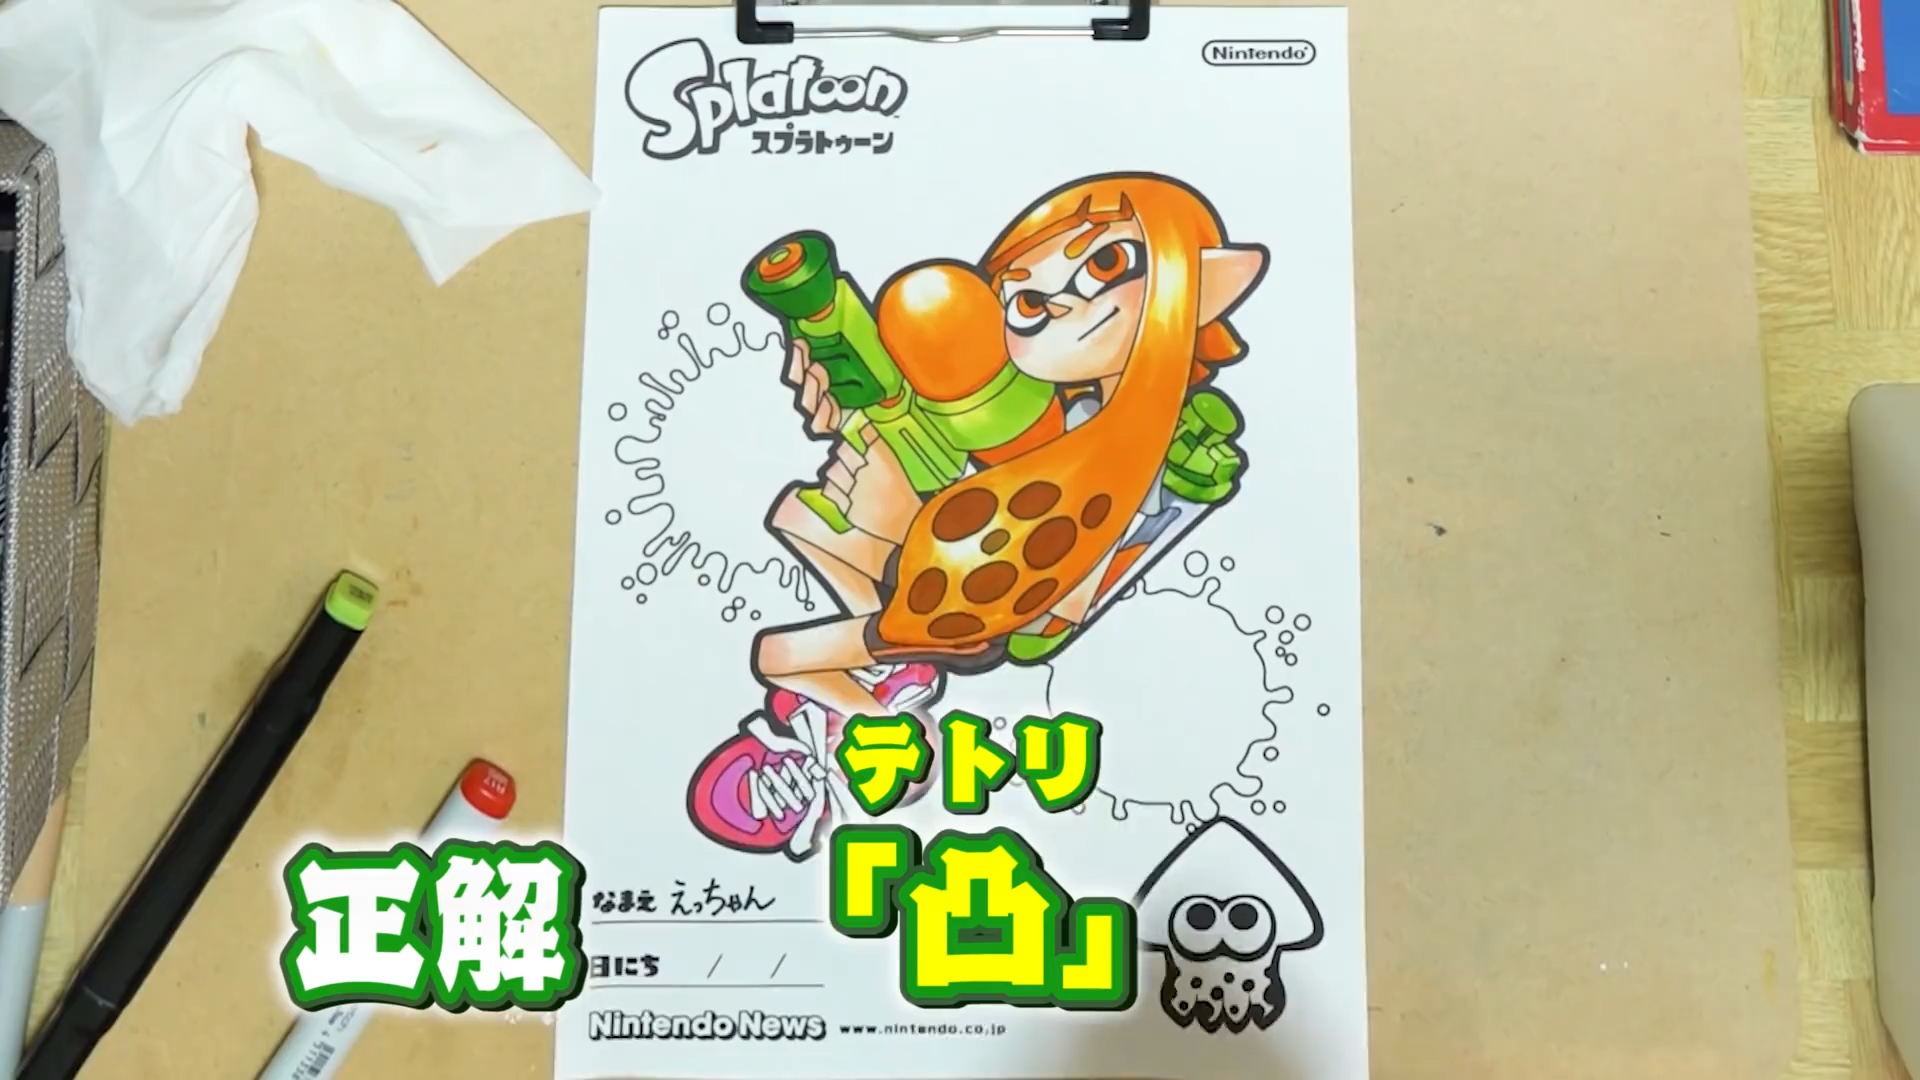 Splatoon
スプラトゥーン
Nintendo
テトリ
正解「凸」
なまえ えっちゃん
日にち / /
Nintendo News www.nintendo.co.jp